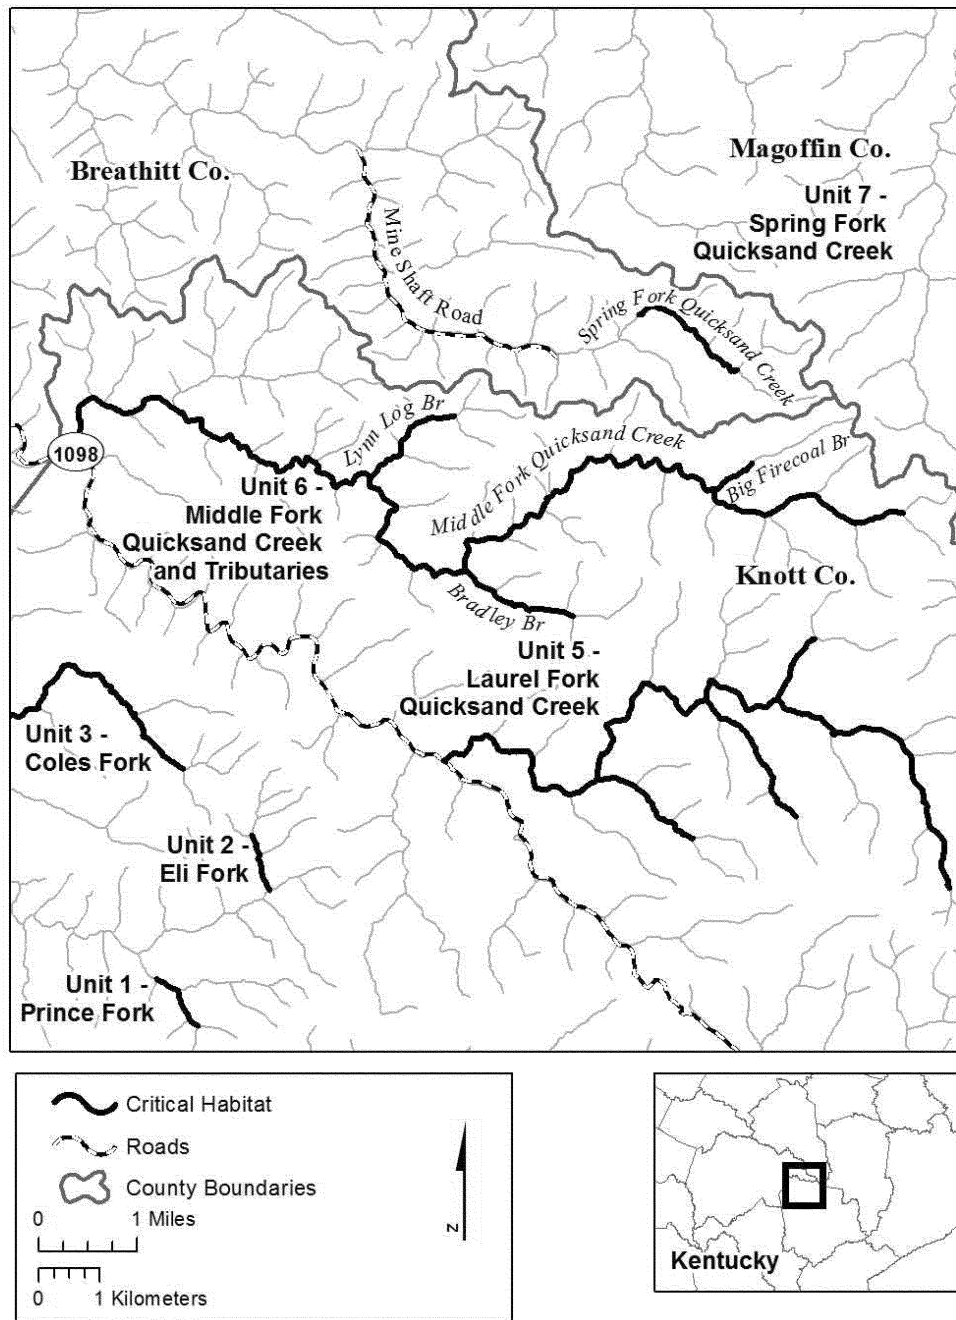 Breathitt Co.
Magoffin Co.
Unit 7 -
Spring Fork
Quicksand Creek
Mine Shaft Road
Spring Fork Quicksand Creek
Lynn Log Br
Middle Fork Quicksand Creek
Big Firecoal Br
1098
Unit 6 -
Middle Fork
Quicksand Creek
and Tributaries
Knott Co.
Bradley Br
Unit 5 -
Laurel Fork
Quicksand Creek
Unit 3 -
Coles Fork
Unit 2 -
Eli Fork
Unit 1 -
Prince Fork
Critical Habitat
Roads
County Boundaries
0 1 Miles
0 1 Kilometers
N
Kentucky